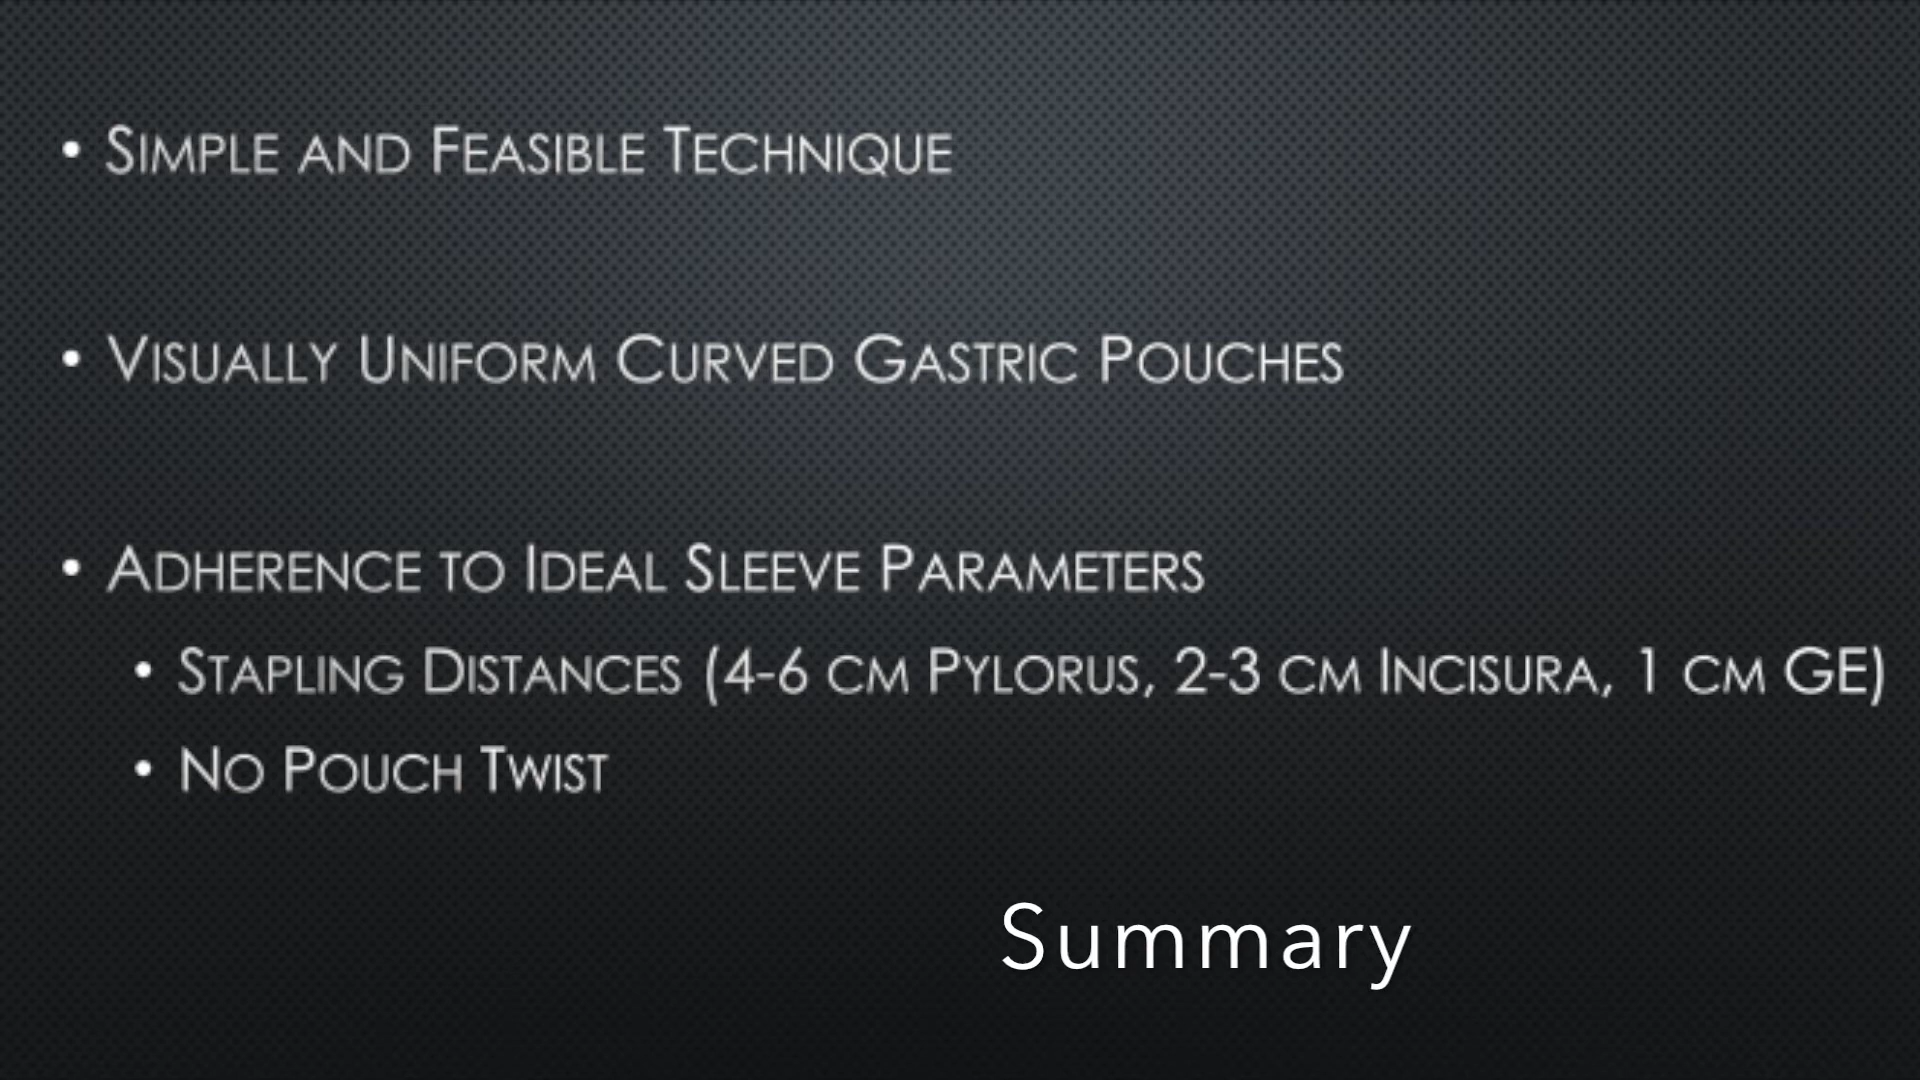 • Simple and Feasible Technique
• Visually Uniform Curved Gastric Pouches
• Adherence to Ideal Sleeve Parameters
• Stapling Distances (4-6 cm Pylorus, 2-3 cm Incisura, 1 cm GE)
• No Pouch Twist
Summary